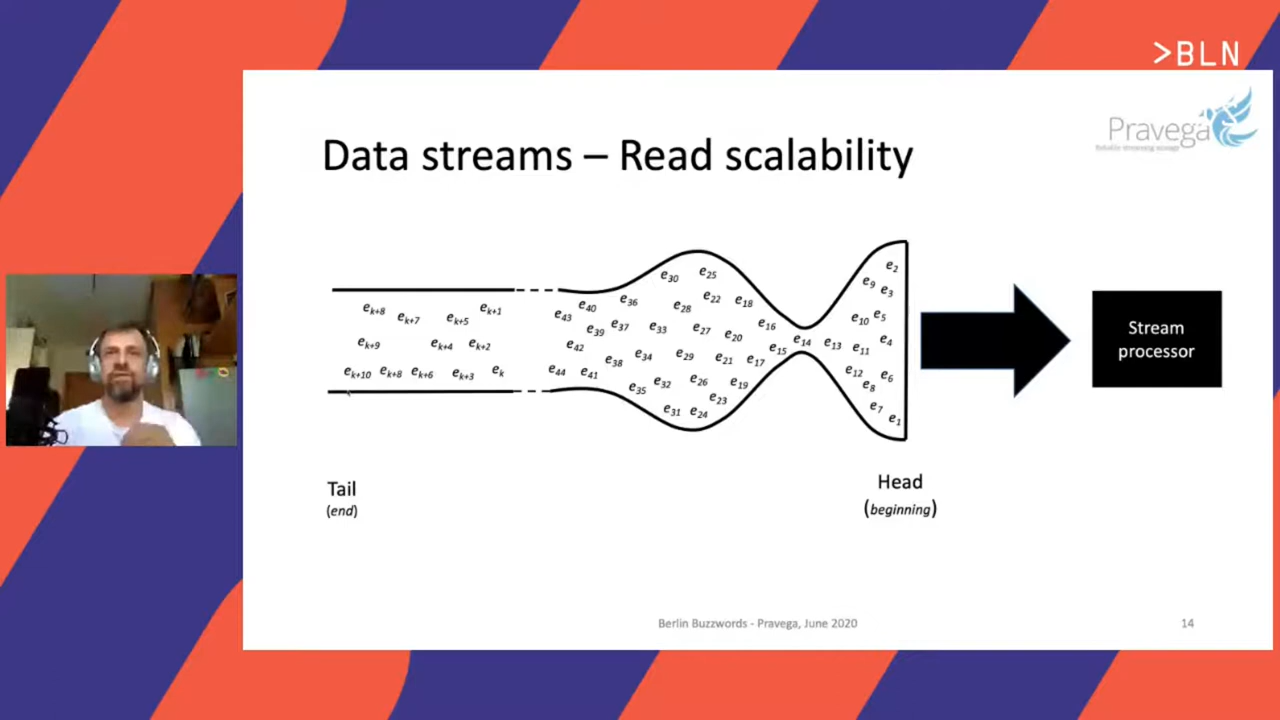 >BLN
Pravega
Data streams – Read scalability
e30 e25 e2
e9 e3
e36 e22 e18
e40 e28
ek+8 ek+7 ek+5 ek+1 e43 e39 e37 e33 e27 e20 e16 e10 e5
ek+9 ek+4 ek+2 e42 e38 e34 e29 e21 e17 e15 e14 e13 e11 e4
ek+10 ek+8 ek+6 ek+3 ek e44 e41 e35 e32 e26 e19 e12 e8 e6
e31 e24 e23 e7 e1
Stream
processor
Tail
(end)
Head
(beginning)
Berlin Buzzwords - Pravega, June 2020
14